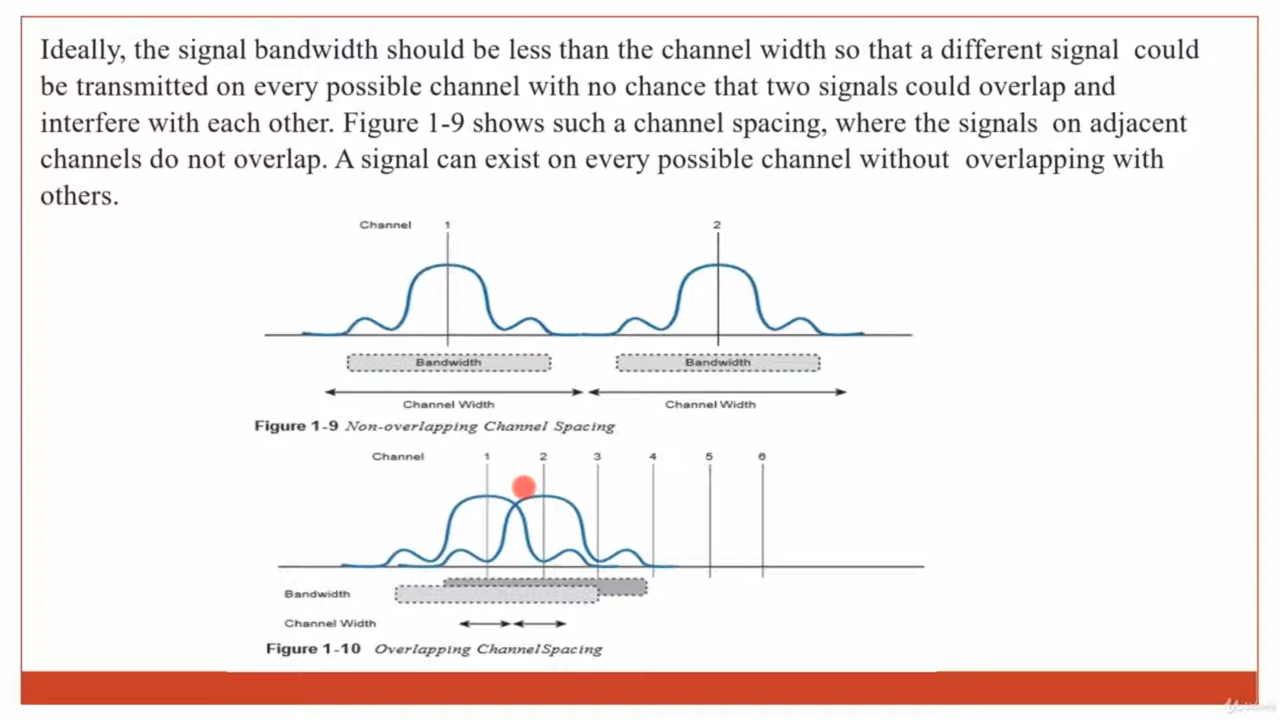 Ideally, the signal bandwidth should be less than the channel width so that a different signal could
be transmitted on every possible channel with no chance that two signals could overlap and
interfere with each other. Figure 1-9 shows such a channel spacing, where the signals on adjacent
channels do not overlap. A signal can exist on every possible channel without overlapping with
others.
Channel 1 2
Bandwidth Bandwidth
Channel Width Channel Width
Figure 1-9 Non-overlapping Channel Spacing
Channel 1 2 3 4 5 6
Bandwidth
Channel Width
Figure 1-10 Overlapping ChannelSpacing